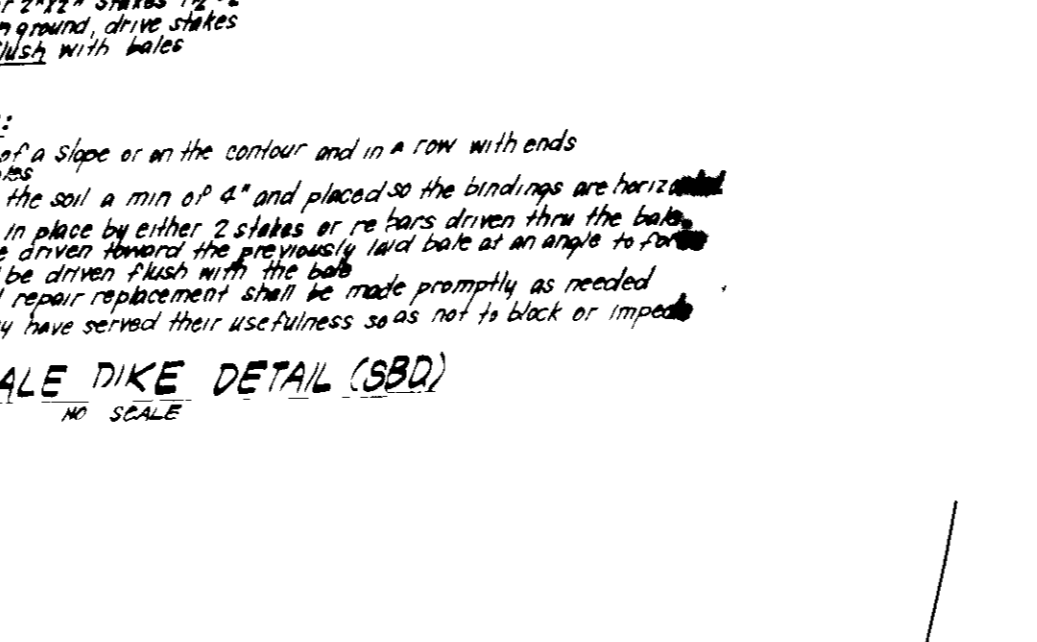 2"x2" stakes 1½'-2'
ground, drive stakes
flush with bales
:
of a slope or on the contour and in a row with ends
the soil a min of 4" and placed so the bindings are
in place by either 2 stakes or re bars driven thru the bale
driven toward the previously laid bale at an angle to
be driven flush with the bale
repair replacement shall be made promptly as needed
have served their usefulness so as not to block or
ALE DIKE DETAIL (SBD)
NO SCALE